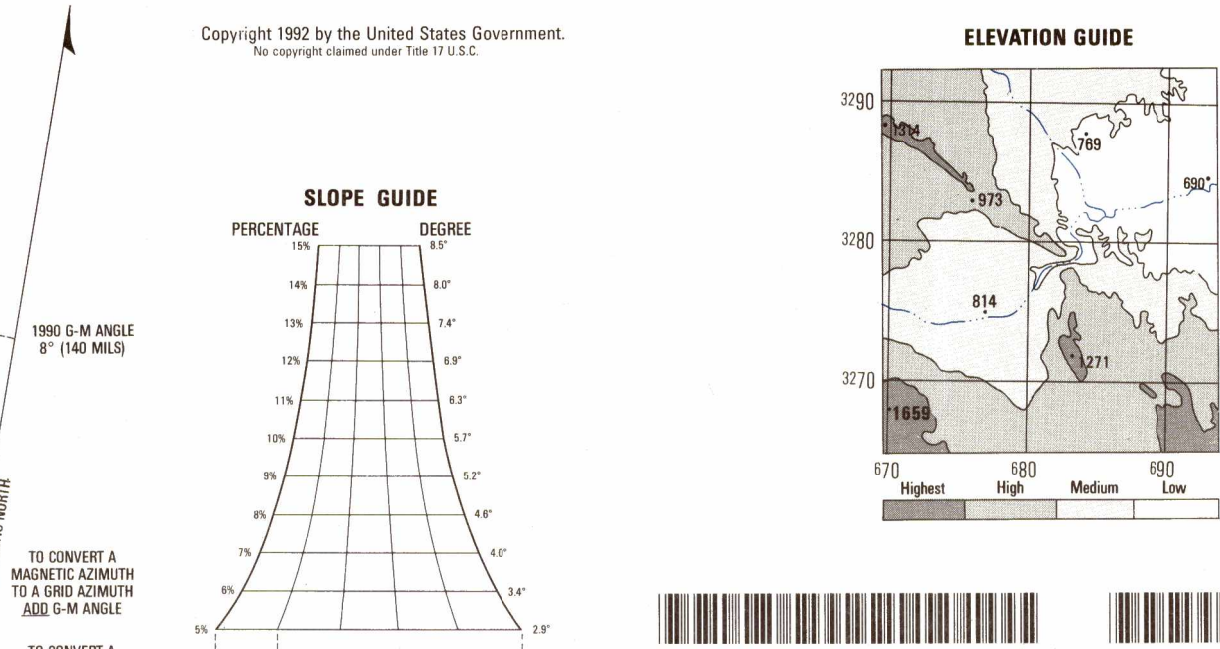 Copyright 1992 by the United States Government.
No copyright claimed under Title 17 U.S.C.
ELEVATION GUIDE
3290
1314
769
690
973
3280
814
1271
3270
1659
670 680 690
Highest High Medium Low
SLOPE GUIDE
PERCENTAGE DEGREE
15% 8.5°
14% 8.0°
13% 7.4°
12% 6.9°
11% 6.3°
10% 5.7°
9% 5.2°
8% 4.6°
7% 4.0°
6% 3.4°
5% 2.9°
1990 G-M ANGLE
8° (140 MILS)
NORTH
TO CONVERT A
MAGNETIC AZIMUTH
TO A GRID AZIMUTH
ADD G-M ANGLE
TO CONVERT A